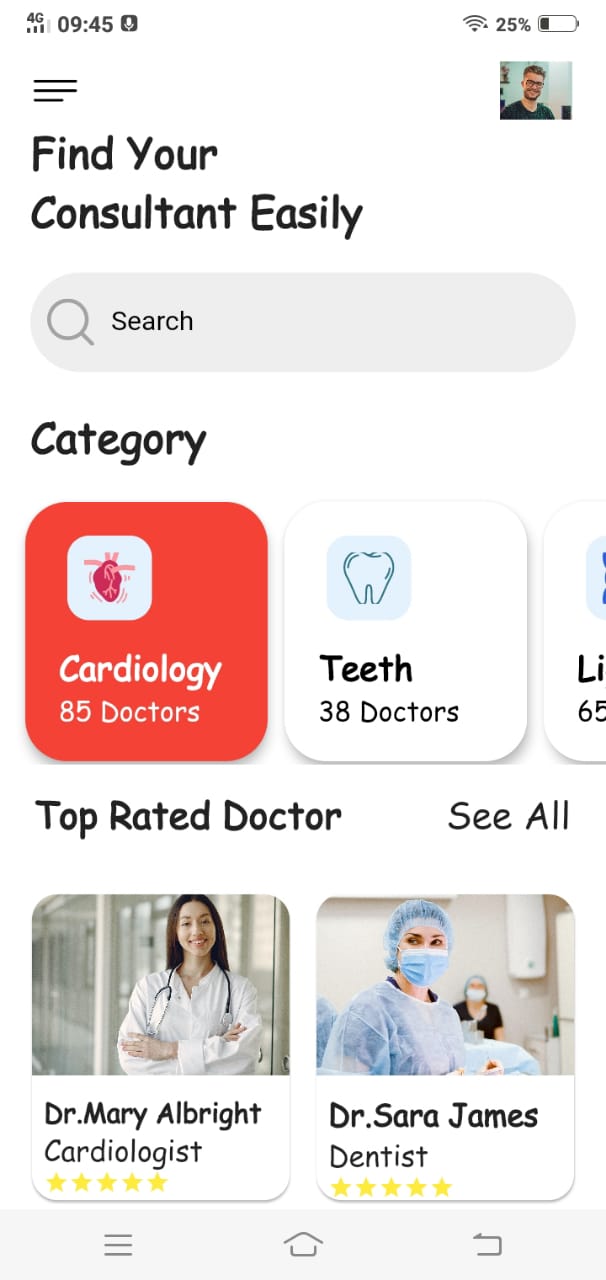 4G 09:45 25%
Find Your
Consultant Easily
Search
Category
Cardiology
85 Doctors
Teeth
38 Doctors
Li
65
Top Rated Doctor See All
Dr.Mary Albright
Cardiologist
Dr.Sara James
Dentist